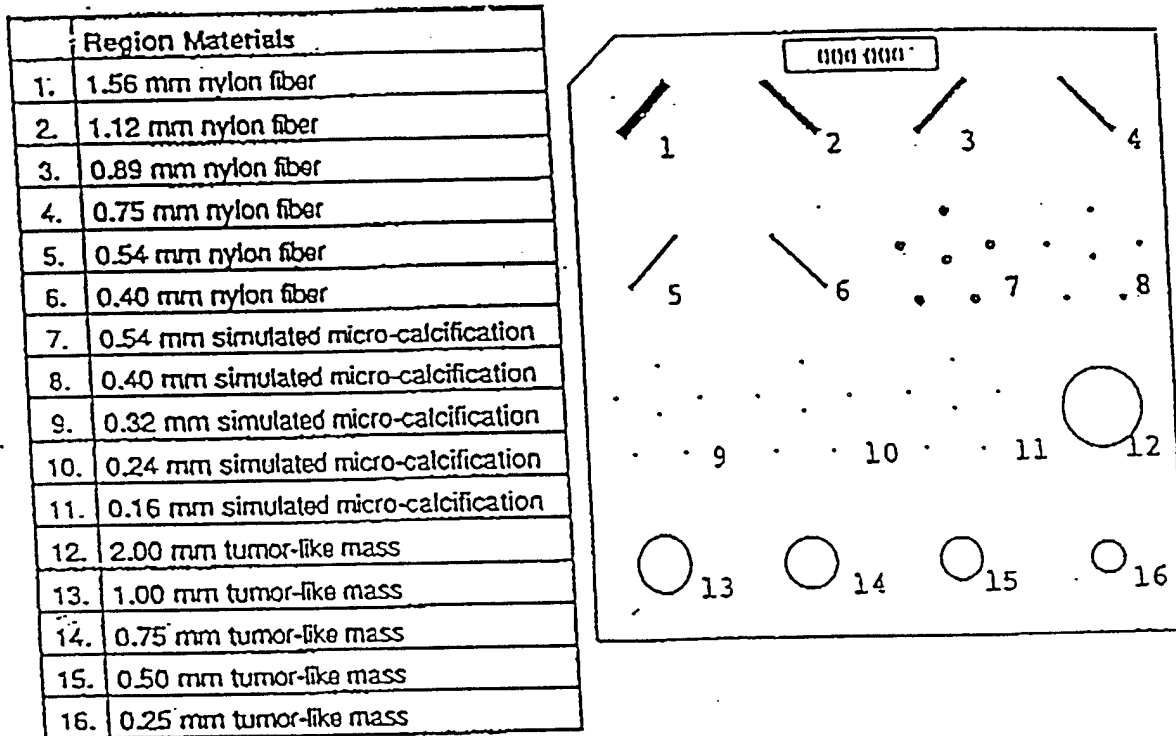 Region Materials
1. 1.56 mm nylon fiber
2. 1.12 mm nylon fiber
3. 0.89 mm nylon fiber
4. 0.75 mm nylon fiber
5. 0.54 mm nylon fiber
6. 0.40 mm nylon fiber
7. 0.54 mm simulated micro-calcification
8. 0.40 mm simulated micro-calcification
9. 0.32 mm simulated micro-calcification
10. 0.24 mm simulated micro-calcification
11. 0.16 mm simulated micro-calcification
12. 2.00 mm tumor-like mass
13. 1.00 mm tumor-like mass
14. 0.75 mm tumor-like mass
15. 0.50 mm tumor-like mass
16. 0.25 mm tumor-like mass
1 2 3 4
5 6 7 8
9 10 11 12
13 14 15 16